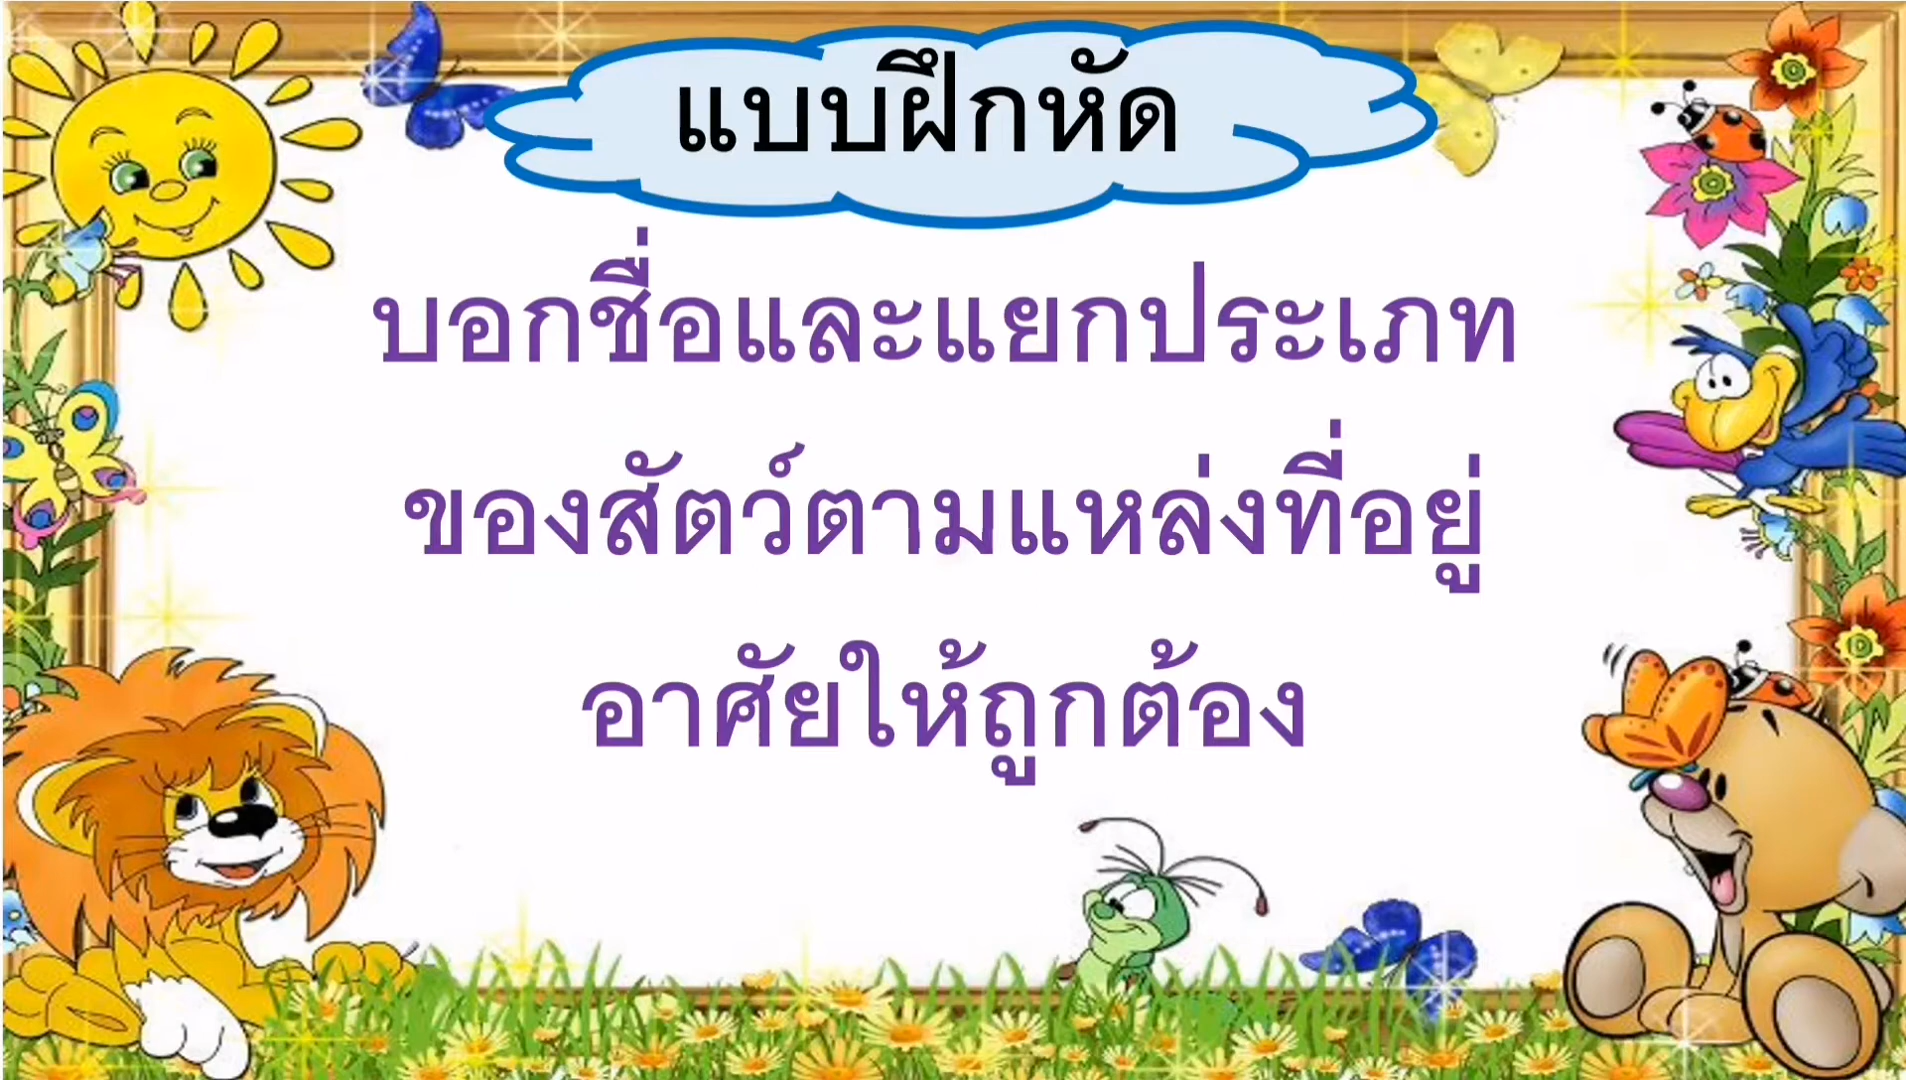 แบบฝึกหัด
บอกชื่อและแยกประเภท
ของสัตว์ตามแหล่งที่อยู่
อาศัยให้ถูกต้อง